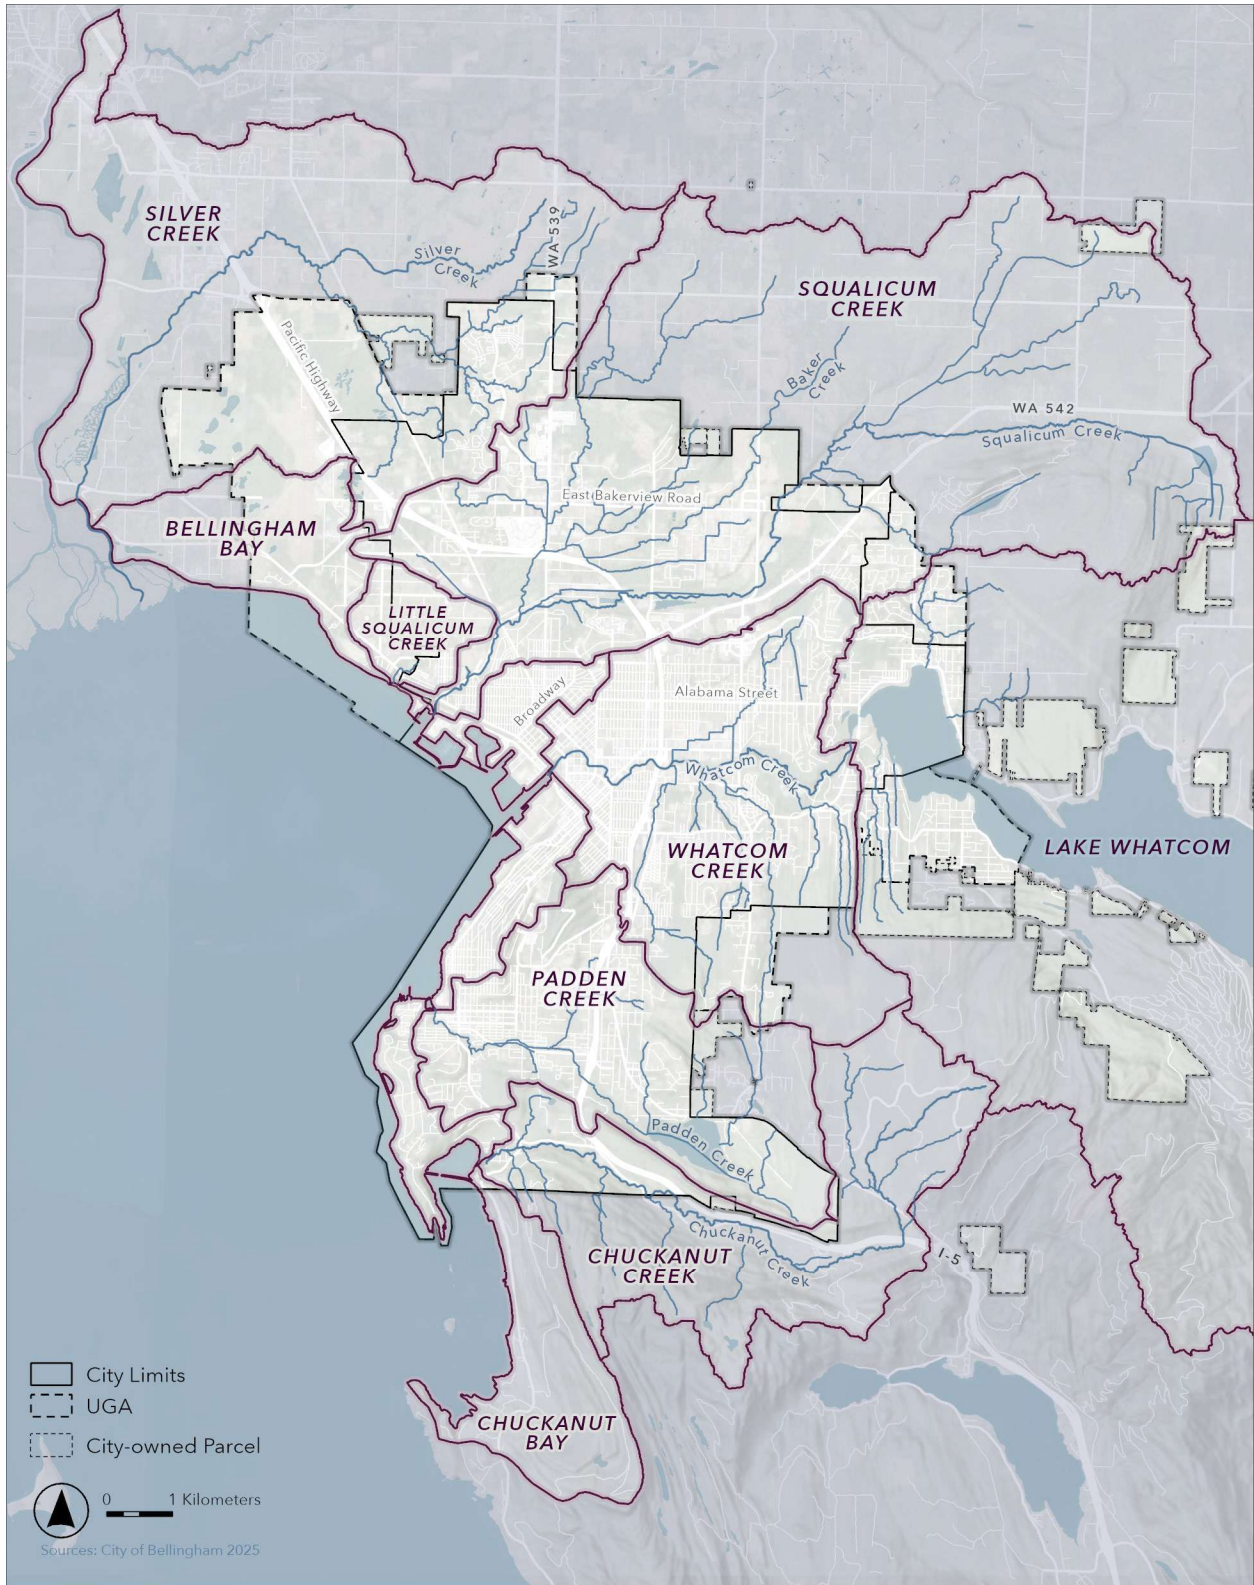 SILVER
CREEK
Silver
Creek
WA 539
SQUALICUM
CREEK
Pacific Highway
Baker
Creek
WA 542
Squalicum Creek
East Bakerview Road
BELLINGHAM
BAY
LITTLE
SQUALICUM
CREEK
Broadway
Alabama Street
Whatcom Creek
WHATCOM
CREEK
LAKE WHATCOM
PADDEN
CREEK
Padden Creek
Chuckanut Creek
CHUCKANUT
CREEK
I-5
CHUCKANUT
BAY
City Limits
UGA
City-owned Parcel
0 1 Kilometers
Sources: City of Bellingham 2025